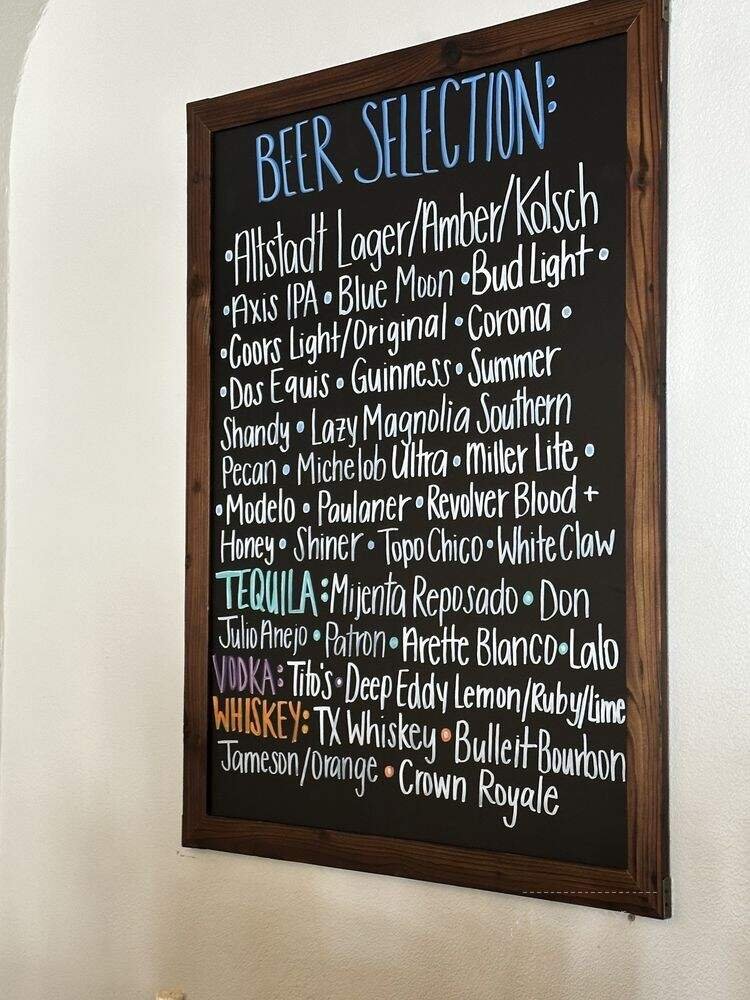 BEER SELECTION:
•Altstadt Lager/Amber/Kolsch
•Axis IPA • Blue Moon •Bud Light •
•Coors Light/Original •Corona •
•Dos Equis • Guinness • Summer
Shandy • Lazy Magnolia Southern
Pecan • Michelob Ultra • Miller Lite •
•Modelo • Paulaner •Revolver Blood +
Honey • Shiner • Topo Chico • White Claw
TEQUILA: Mijenta Reposado • Don
Julio Anejo • Patron • Arette Blanco • Lalo
VODKA: Tito's • Deep Eddy Lemon/Ruby/Lime
WHISKEY: TX Whiskey • Bulleit Bourbon
Jameson/Orange • Crown Royale